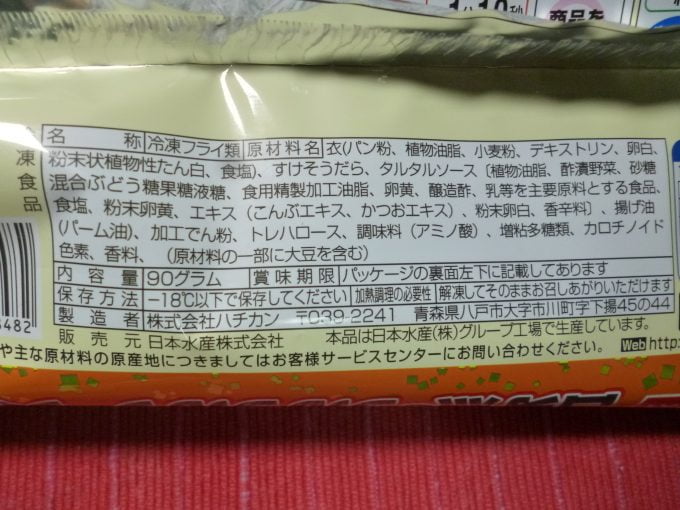 1分10秒
商品を
冷凍食品
名称 冷凍フライ類 原材料名 衣(パン粉、植物油脂、小麦粉、デキストリン、卵白、
粉末状植物性たん白、食塩)、すけそうだら、タルタルソース〔植物油脂、酢漬野菜、砂糖
混合ぶどう糖果糖液糖、食用精製加工油脂、卵黄、醸造酢、乳等を主要原料とする食品、
食塩、粉末卵黄、エキス(こんぶエキス、かつおエキス)、粉末卵白、香辛料〕、揚げ油
(パーム油)、加工でん粉、トレハロース、調味料(アミノ酸)、増粘多糖類、カロチノイド
色素、香料、(原材料の一部に大豆を含む)
内容量 90グラム 賞味期限 パッケージの裏面左下に記載してあります
保存方法 -18℃以下で保存してください 加熱調理の必要性 解凍してそのままお召しあがりいただけます
製造者 株式会社ハチカン 〒039-2241 青森県八戸市大字市川町字下揚45の44
販売元 日本水産株式会社 本品は日本水産(株)グループ工場で生産しています。
や主な原材料の原産地につきましてはお客様サービスセンターにお問い合わせください。 Web http:
3482